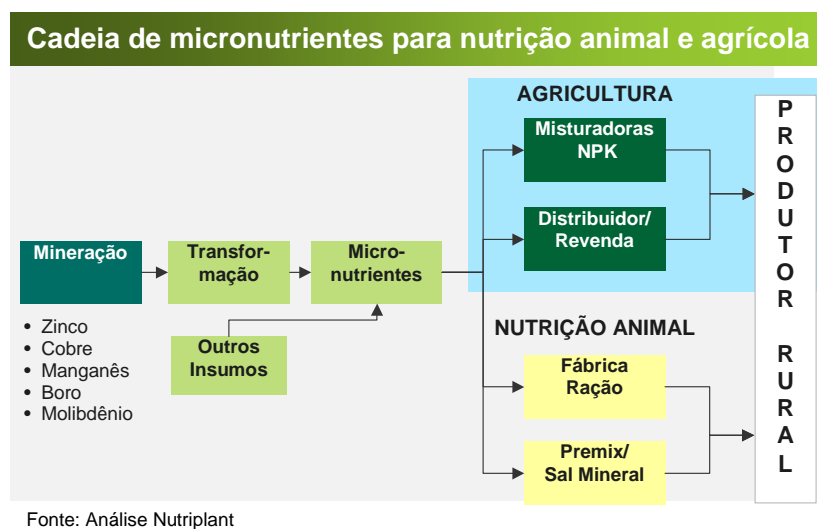 Cadeia de micronutrientes para nutrição animal e agrícola
AGRICULTURA
Misturadoras
NPK
Distribuidor/
Revenda
Mineração
Transfor-
mação
Micro-
nutrientes
• Zinco
• Cobre
• Manganês
• Boro
• Molibdênio
Outros
Insumos
NUTRIÇÃO ANIMAL
Fábrica
Ração
Premix/
Sal Mineral
P
R
O
D
U
T
O
R
R
U
R
A
L
Fonte: Análise Nutriplant